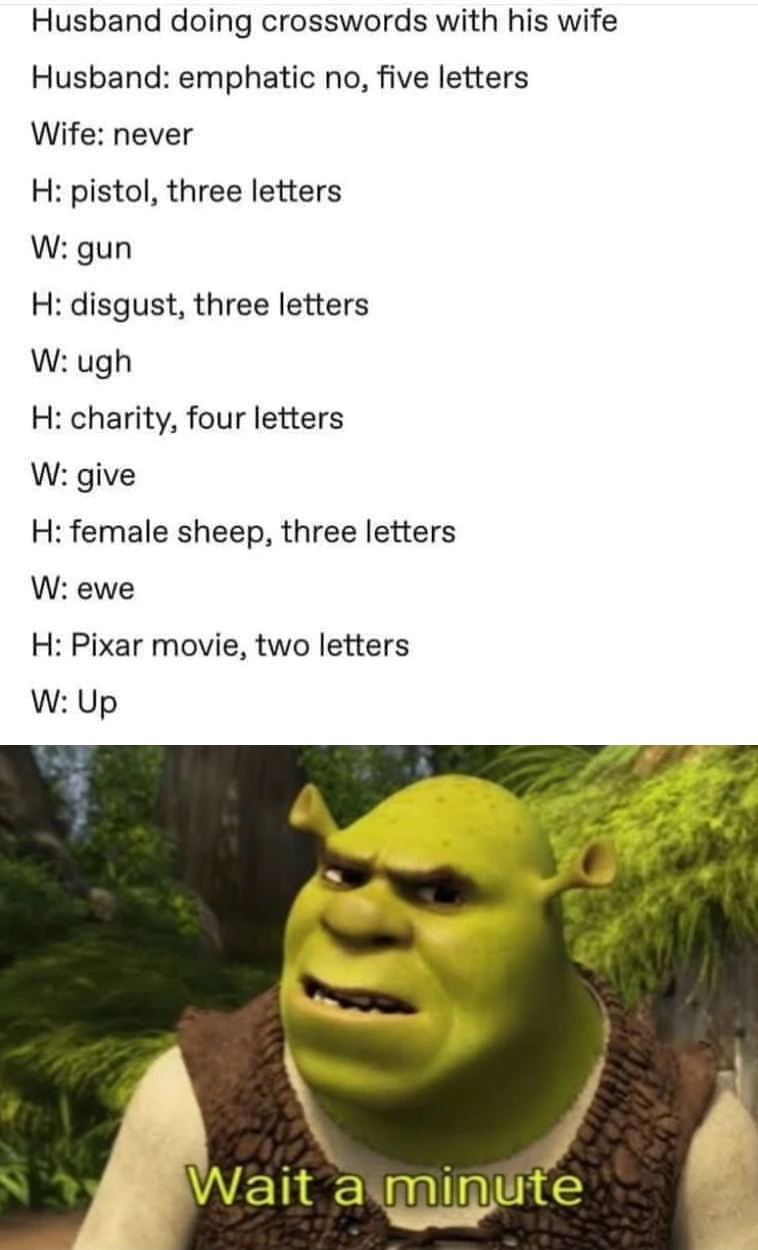 Husband doing crosswords with his wife
Husband: emphatic no, five letters
Wife: never
H: pistol, three letters
W: gun
H: disgust, three letters
W: ugh
H: charity, four letters
W: give
H: female sheep, three letters
W: ewe
H: Pixar movie, two letters
W: Up
Wait a minute